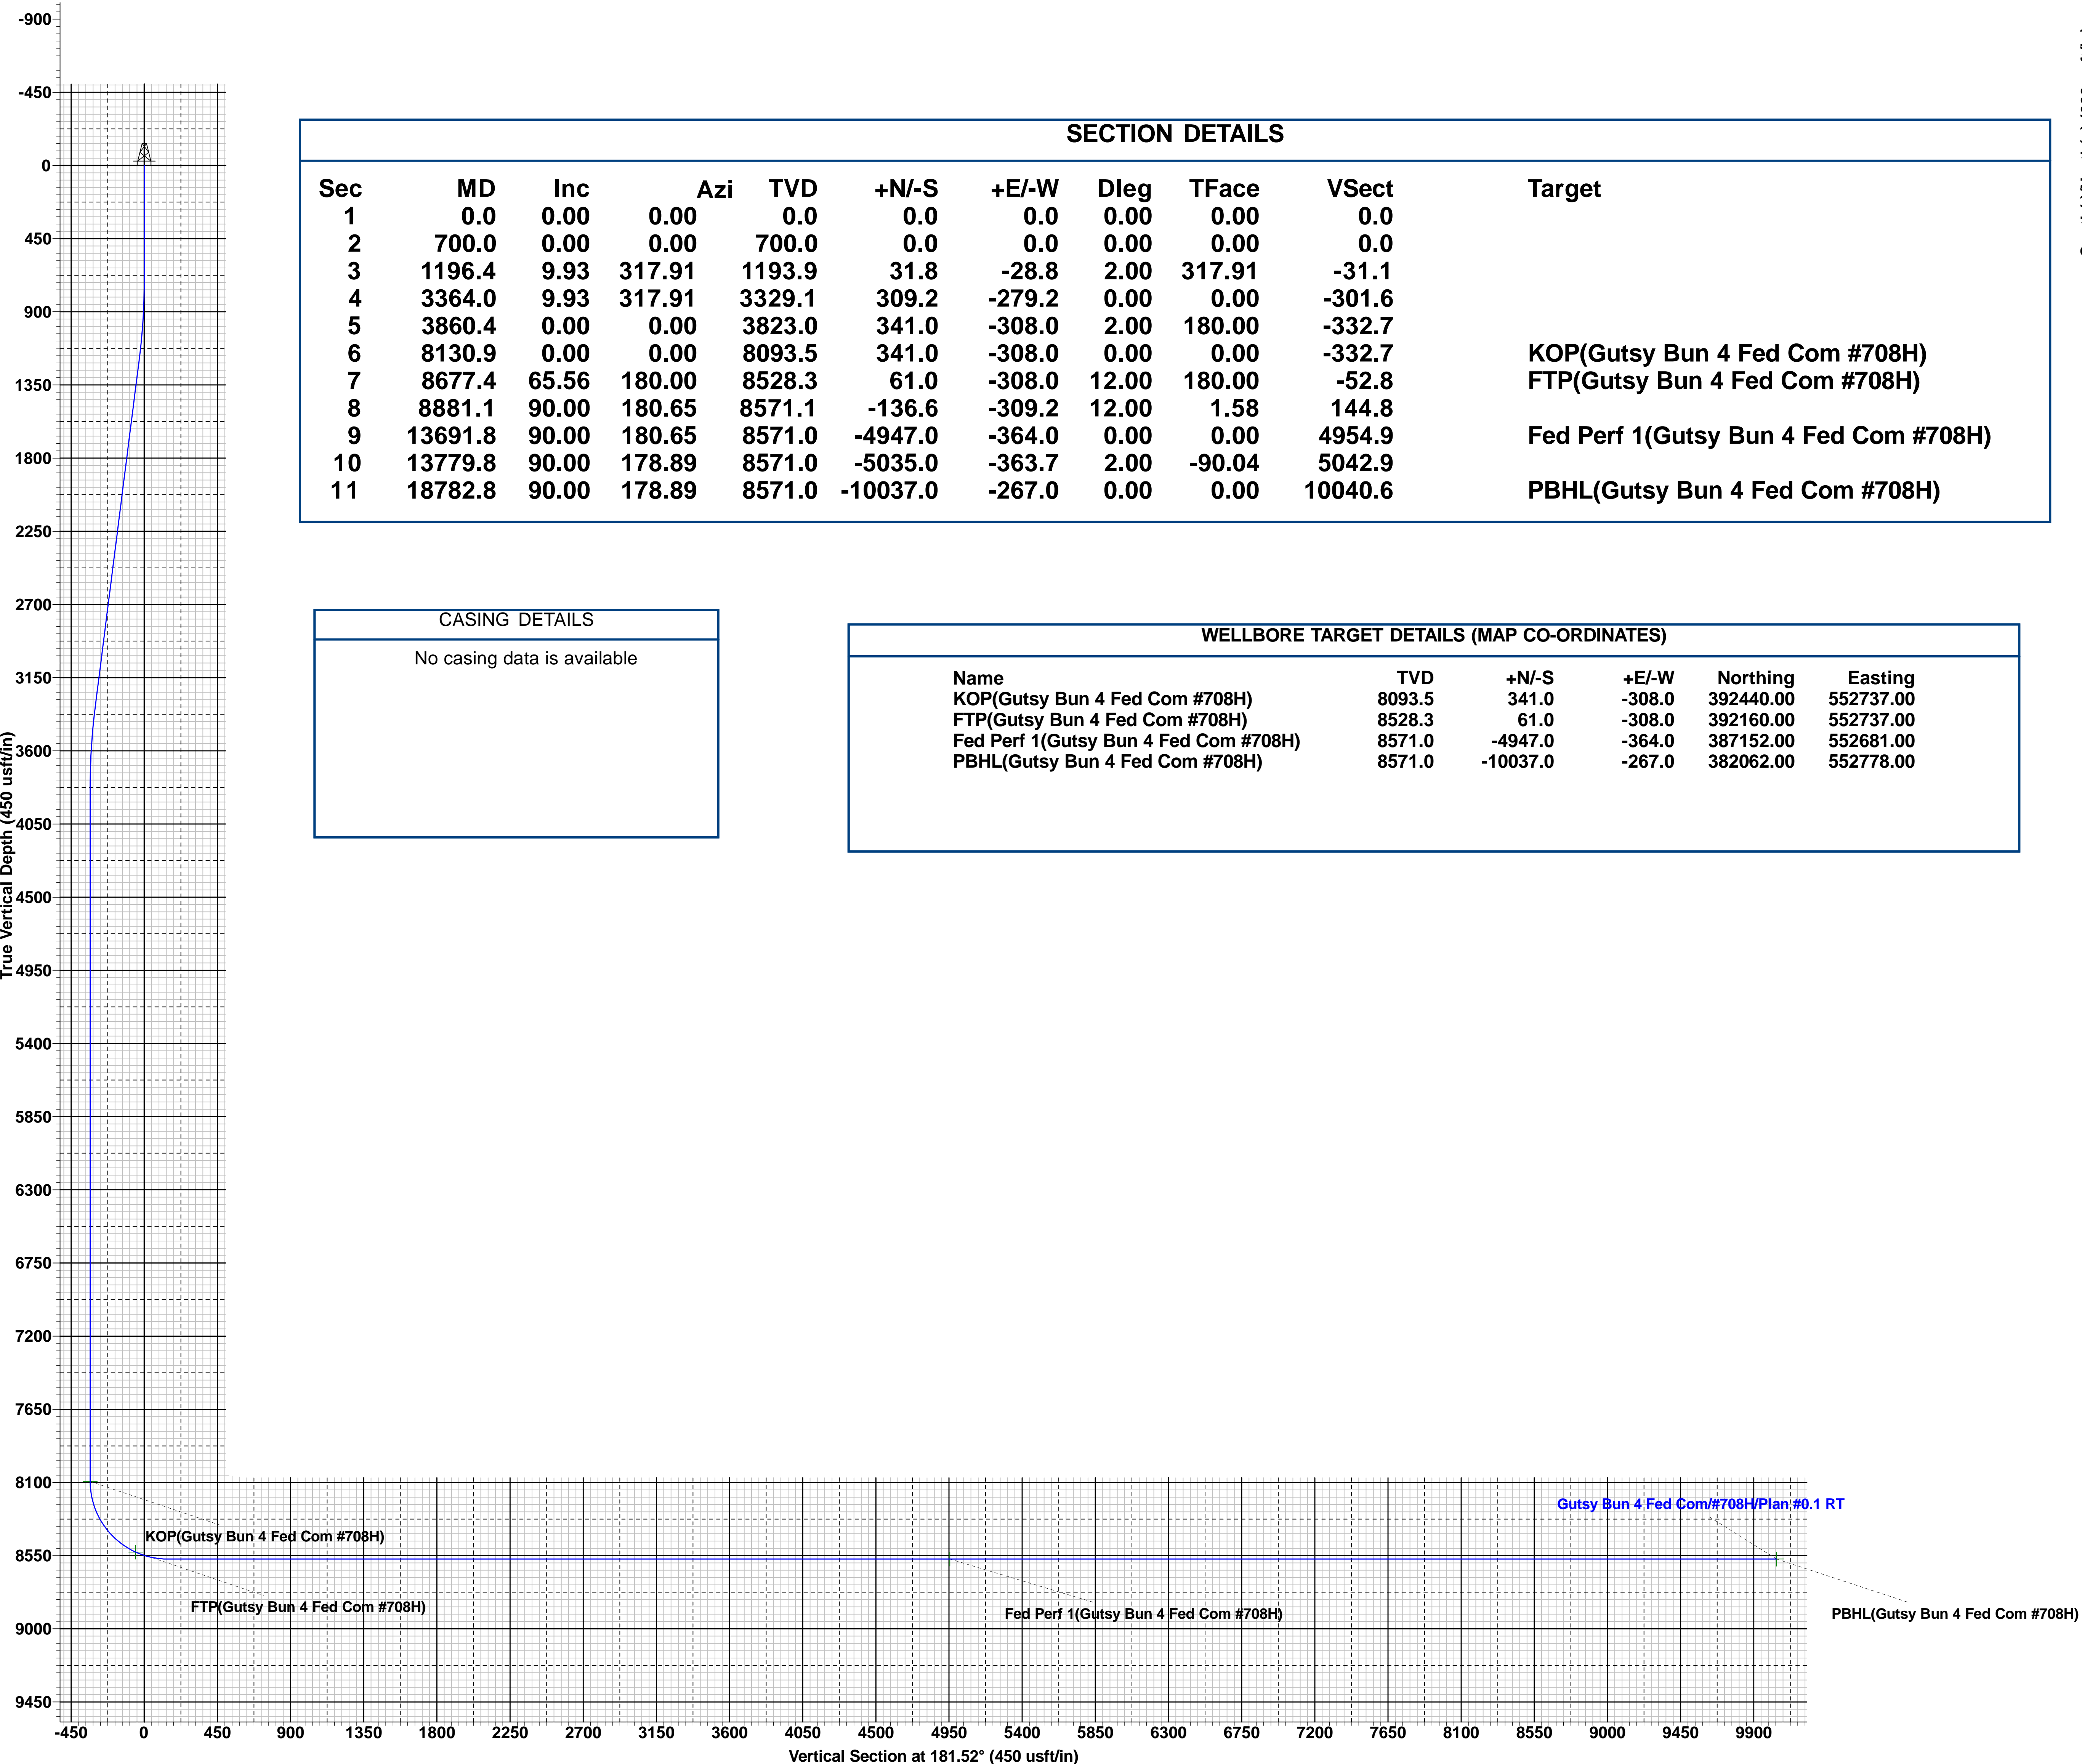 SECTION DETAILS
Sec MD Inc Azi TVD +N/-S +E/-W Dleg TFace VSect Target
1 0.0 0.00 0.00 0.0 0.0 0.0 0.00 0.00 0.0
2 700.0 0.00 0.00 700.0 0.0 0.0 0.00 0.00 0.0
3 1196.4 9.93 317.91 1193.9 31.8 -28.8 2.00 317.91 -31.1
4 3364.0 9.93 317.91 3329.1 309.2 -279.2 0.00 0.00 -301.6
5 3860.4 0.00 0.00 3823.0 341.0 -308.0 2.00 180.00 -332.7
6 8130.9 0.00 0.00 8093.5 341.0 -308.0 0.00 0.00 -332.7 KOP(Gutsy Bun 4 Fed Com #708H)
7 8677.4 65.56 180.00 8528.3 61.0 -308.0 12.00 180.00 -52.8 FTP(Gutsy Bun 4 Fed Com #708H)
8 8881.1 90.00 180.65 8571.1 -136.6 -309.2 12.00 1.58 144.8
9 13691.8 90.00 180.65 8571.0 -4947.0 -364.0 0.00 0.00 4954.9 Fed Perf 1(Gutsy Bun 4 Fed Com #708H)
10 13779.8 90.00 178.89 8571.0 -5035.0 -363.7 2.00 -90.04 5042.9
11 18782.8 90.00 178.89 8571.0 -10037.0 -267.0 0.00 0.00 10040.6 PBHL(Gutsy Bun 4 Fed Com #708H)
CASING DETAILS
No casing data is available
WELLBORE TARGET DETAILS (MAP CO-ORDINATES)
Name TVD +N/-S +E/-W Northing Easting
KOP(Gutsy Bun 4 Fed Com #708H) 8093.5 341.0 -308.0 392440.00 552737.00
FTP(Gutsy Bun 4 Fed Com #708H) 8528.3 61.0 -308.0 392160.00 552737.00
Fed Perf 1(Gutsy Bun 4 Fed Com #708H) 8571.0 -4947.0 -364.0 387152.00 552681.00
PBHL(Gutsy Bun 4 Fed Com #708H) 8571.0 -10037.0 -267.0 382062.00 552778.00
-900
-450
0
450
900
1350
1800
2250
2700
3150
3600
4050
4500
4950
5400
5850
6300
6750
7200
7650
8100
8550
9000
9450
True Vertical Depth (450 usft/in)
Gutsy Bun 4 Fed Com/#708H/Plan #0.1 RT
KOP(Gutsy Bun 4 Fed Com #708H)
FTP(Gutsy Bun 4 Fed Com #708H)
Fed Perf 1(Gutsy Bun 4 Fed Com #708H)
PBHL(Gutsy Bun 4 Fed Com #708H)
-450 0 450 900 1350 1800 2250 2700 3150 3600 4050 4500 4950 5400 5850 6300 6750 7200 7650 8100 8550 9000 9450 9900
Vertical Section at 181.52° (450 usft/in)